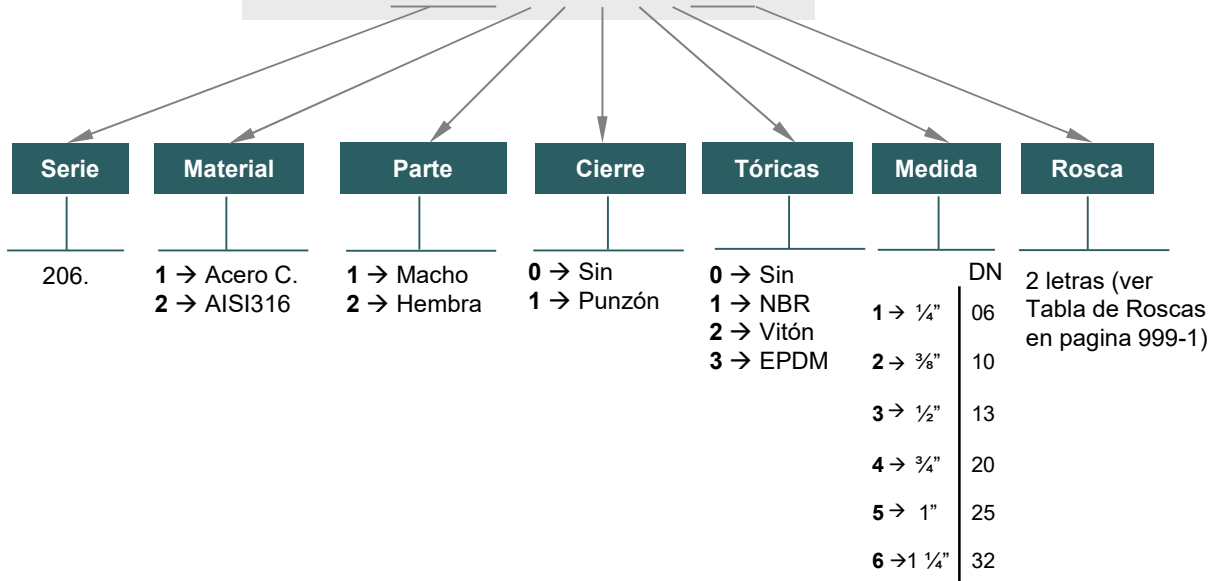 Serie
Material
Parte
Cierre
Tóricas
Medida
Rosca
206.
1 → Acero C.
2 → AISI316
1 → Macho
2 → Hembra
0 → Sin
1 → Punzón
0 → Sin
1 → NBR
2 → Vitón
3 → EPDM
DN
1 → ¼” 06
2 → ⅜” 10
3 → ½” 13
4 → ¾” 20
5 → 1” 25
6 →1 ¼” 32
2 letras (ver
Tabla de Roscas
en pagina 999-1)